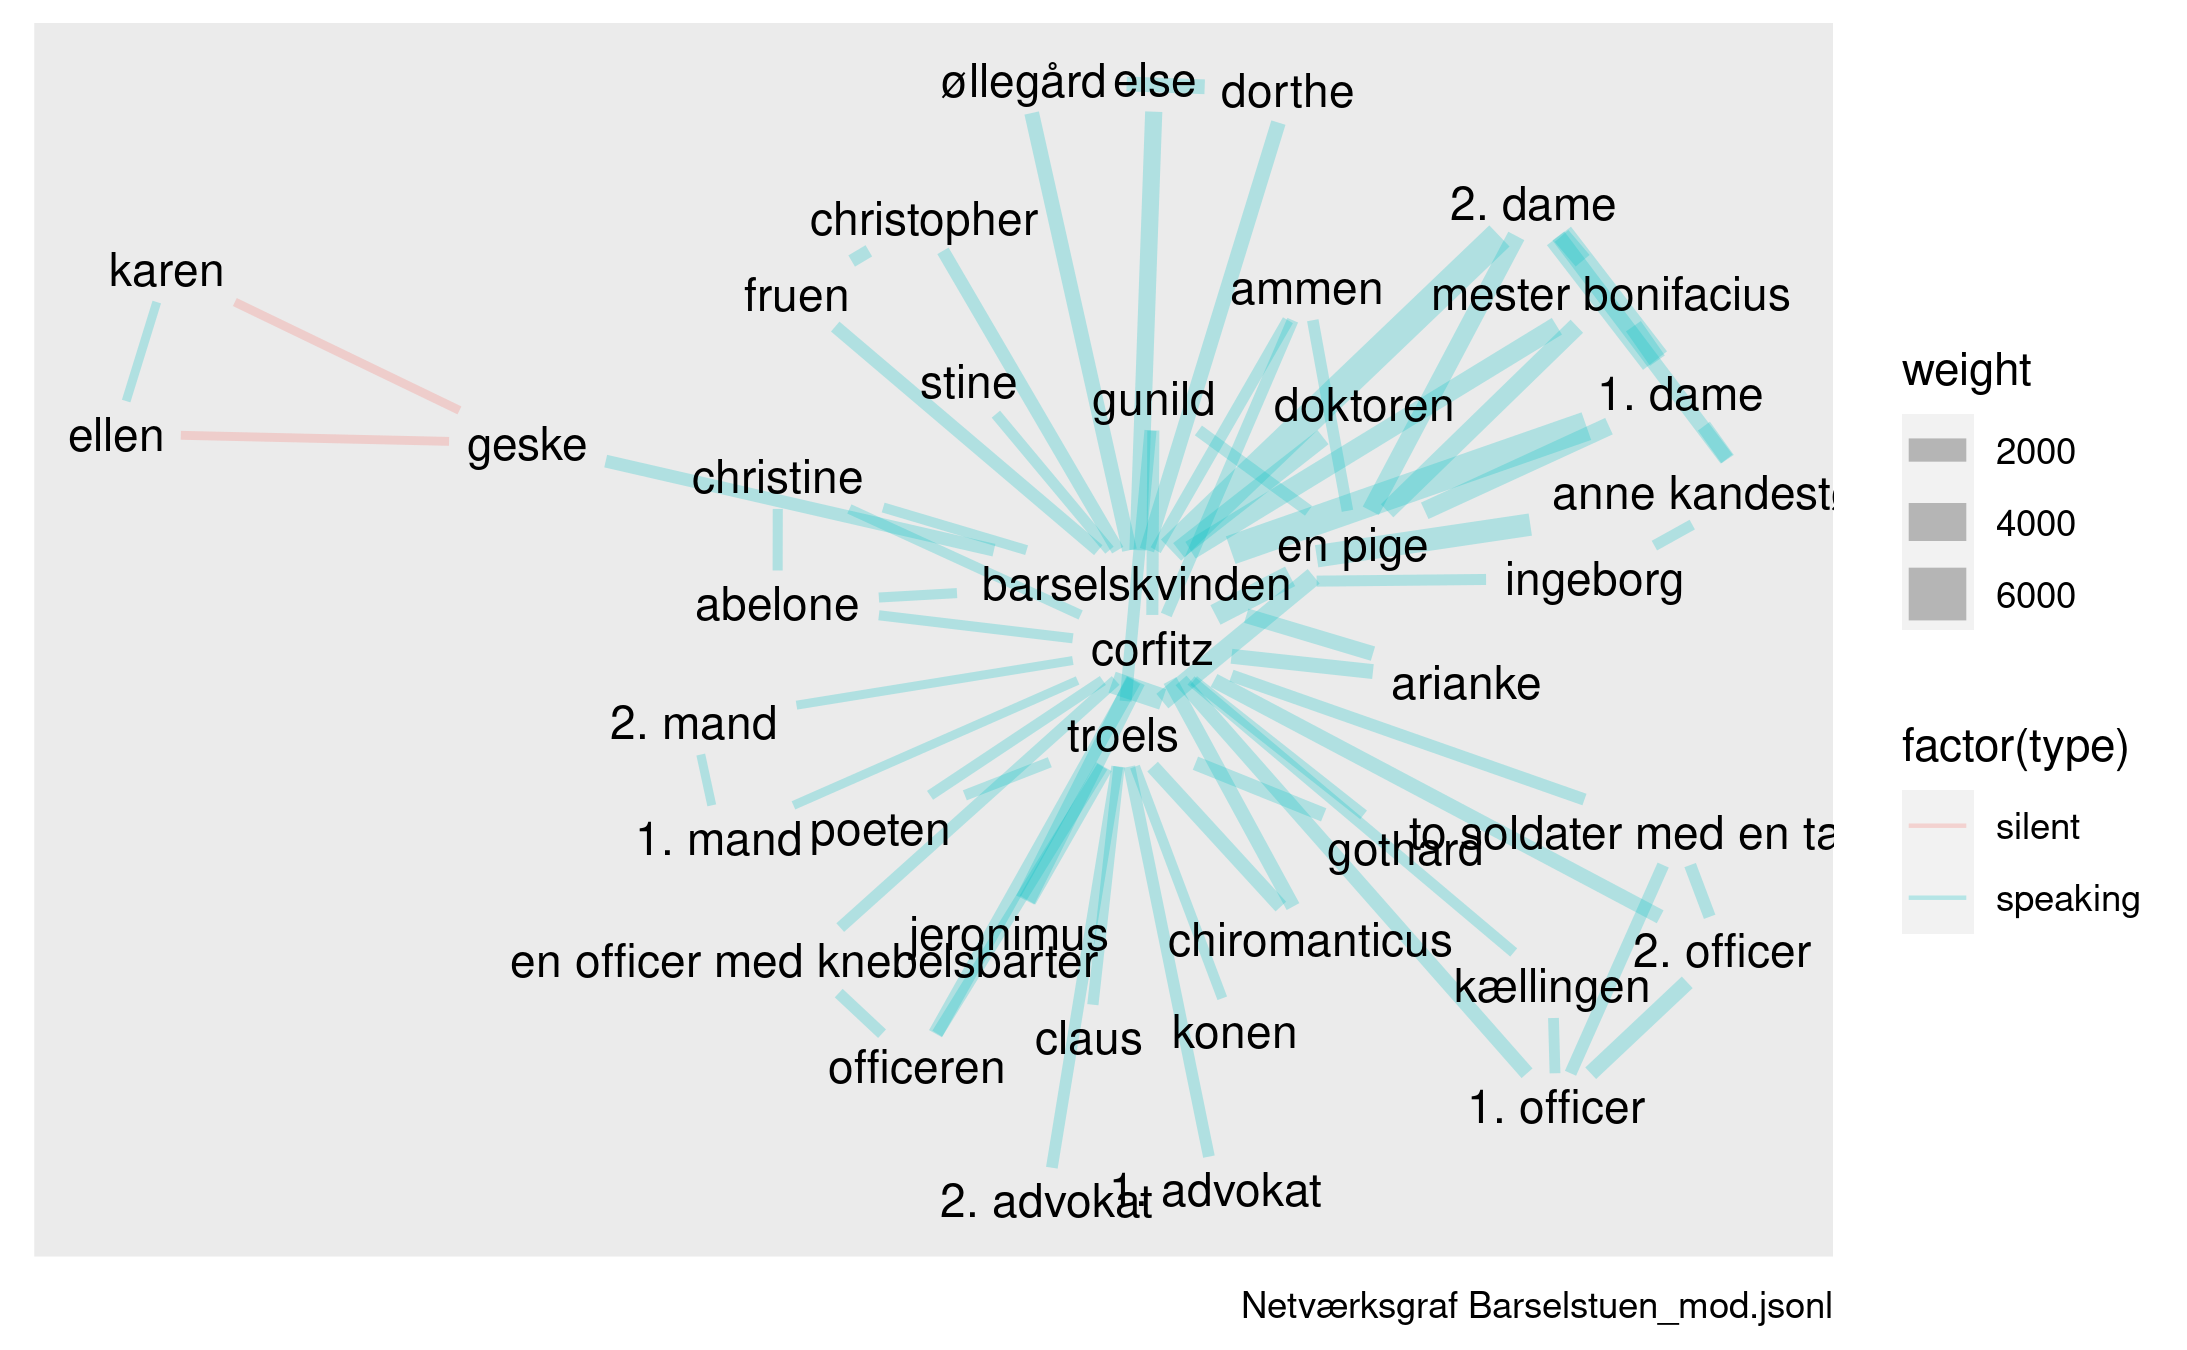 øllegård
else
dorthe
2. dame
christopher
karen
ammen
mester bonifacius
fruen
stine
gunild
doktoren
1. dame
ellen
geske
christine
anne kandestø
en pige
barselskvinden
ingeborg
abelone
corfitz
arianke
2. mand
troels
1. mand
poeten
to soldater med en ta
gothard
jeronimus
chiromanticus
2. officer
en officer med knebelsbarter
kællingen
claus
konen
officeren
1. officer
2. advokat
1. advokat
weight
2000
4000
6000
factor(type)
silent
speaking
Netværksgraf Barselstuen_mod.jsonl